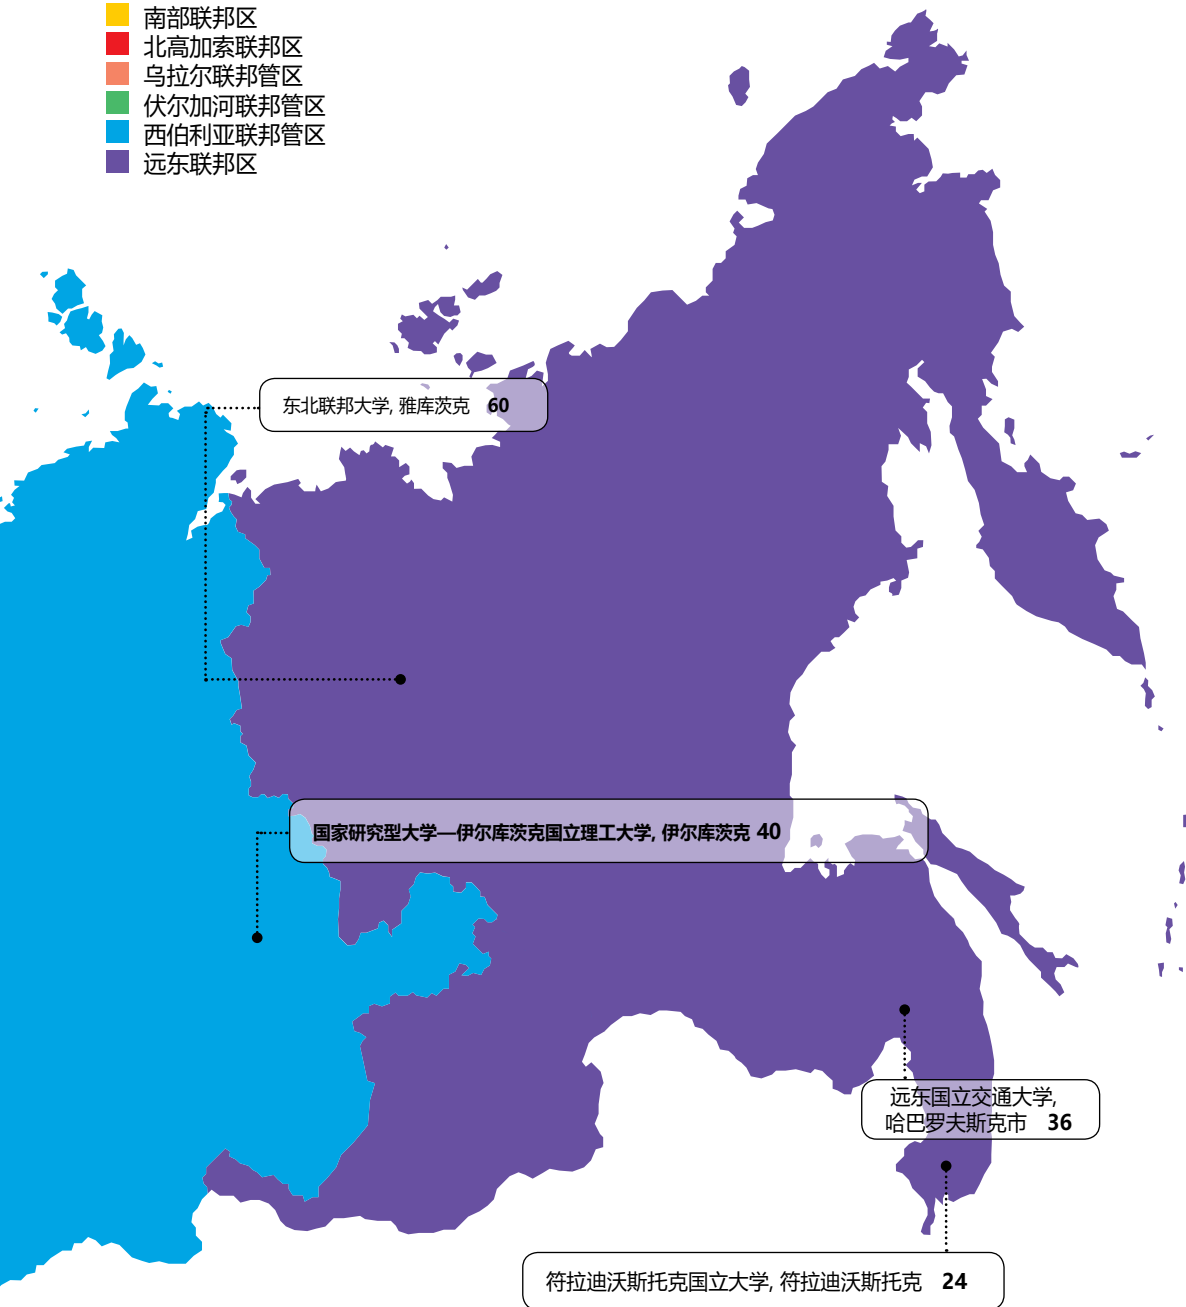 南部联邦区
北高加索联邦区
乌拉尔联邦管区
伏尔加河联邦管区
西伯利亚联邦管区
远东联邦区
东北联邦大学, 雅库茨克 60
国家研究型大学—伊尔库茨克国立理工大学, 伊尔库茨克 40
远东国立交通大学,
哈巴罗夫斯克市 36
符拉迪沃斯托克国立大学, 符拉迪沃斯托克 24